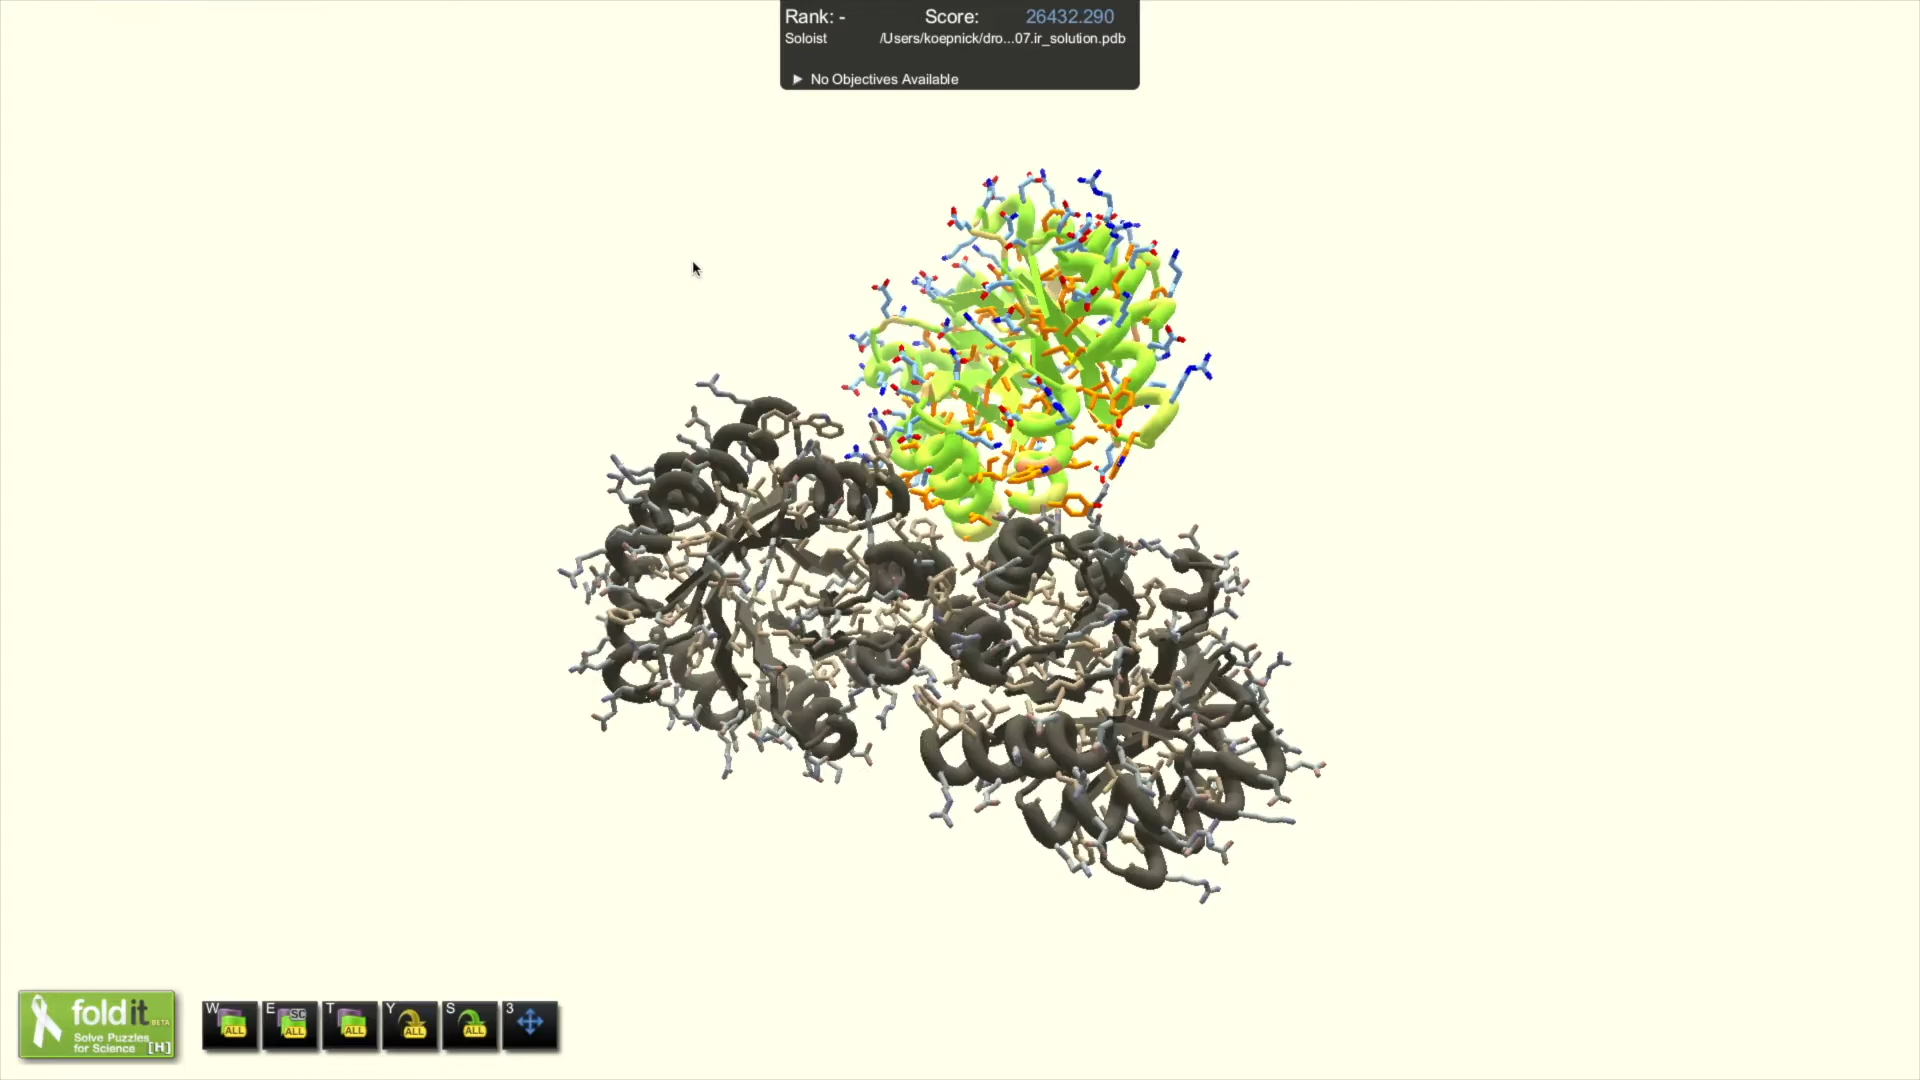 Rank: - Score: 26432.290
Soloist /Users/koepnick/dro...07.ir_solution.pdb
▶ No Objectives Available
foldit BETA
Solve Puzzles
for Science [H]
W ALL E SC ALL T ALL Y ALL S ALL 3